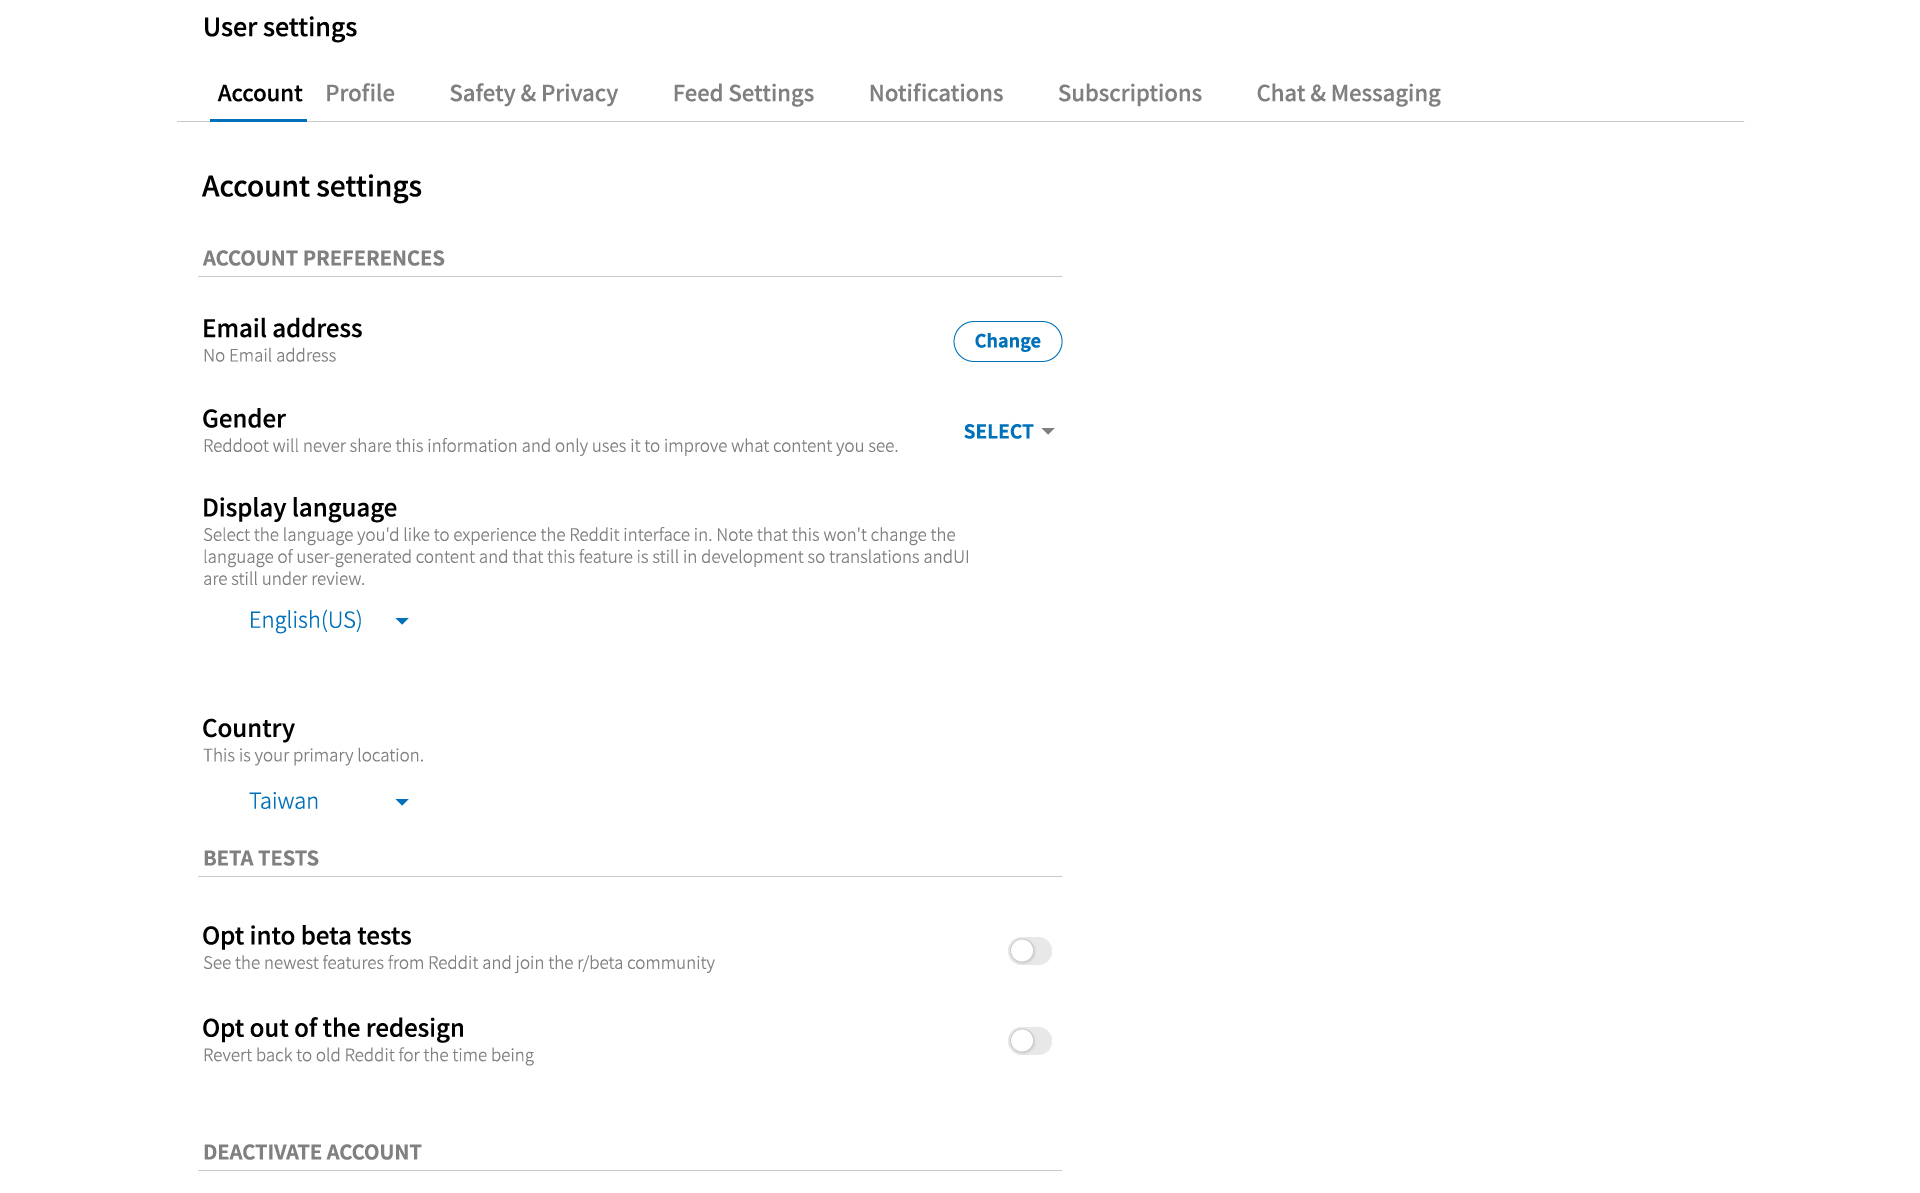 User settings
Account Profile Safety & Privacy Feed Settings Notifications Subscriptions Chat & Messaging
Account settings
ACCOUNT PREFERENCES
Email address
No Email address
Change
Gender
Reddoot will never share this information and only uses it to improve what content you see.
SELECT
Display language
Select the language you'd like to experience the Reddit interface in. Note that this won't change the
language of user-generated content and that this feature is still in development so translations andUI
are still under review.
English(US)
Country
This is your primary location.
Taiwan
BETA TESTS
Opt into beta tests
See the newest features from Reddit and join the r/beta community
Opt out of the redesign
Revert back to old Reddit for the time being
DEACTIVATE ACCOUNT